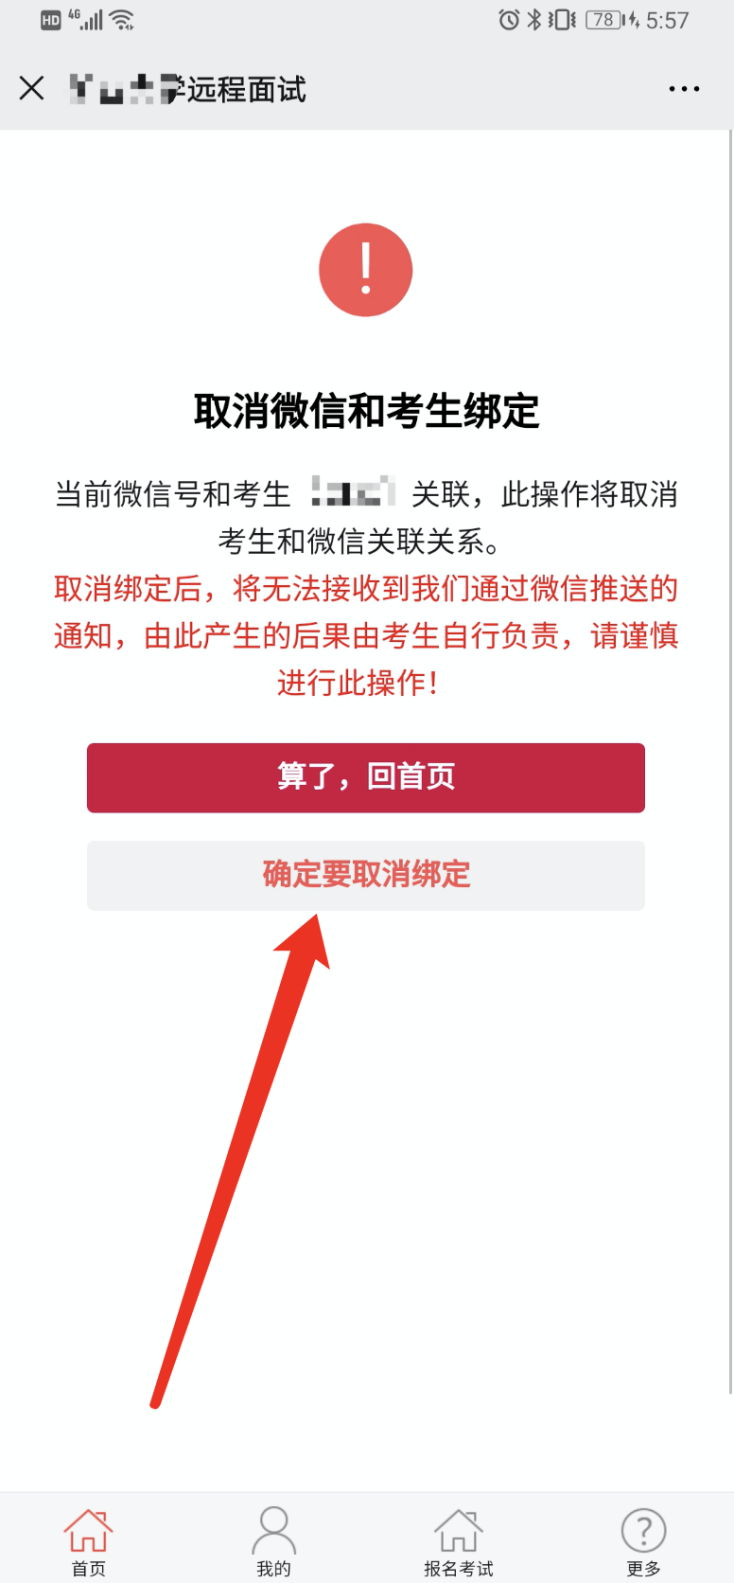 HD 4G 78 5:57
学远程面试
取消微信和考生绑定
当前微信号和考生 关联，此操作将取消
考生和微信关联关系。
取消绑定后，将无法接收到我们通过微信推送的
通知，由此产生的后果由考生自行负责，请谨慎
进行此操作！
算了，回首页
确定要取消绑定
首页 我的 报名考试 更多